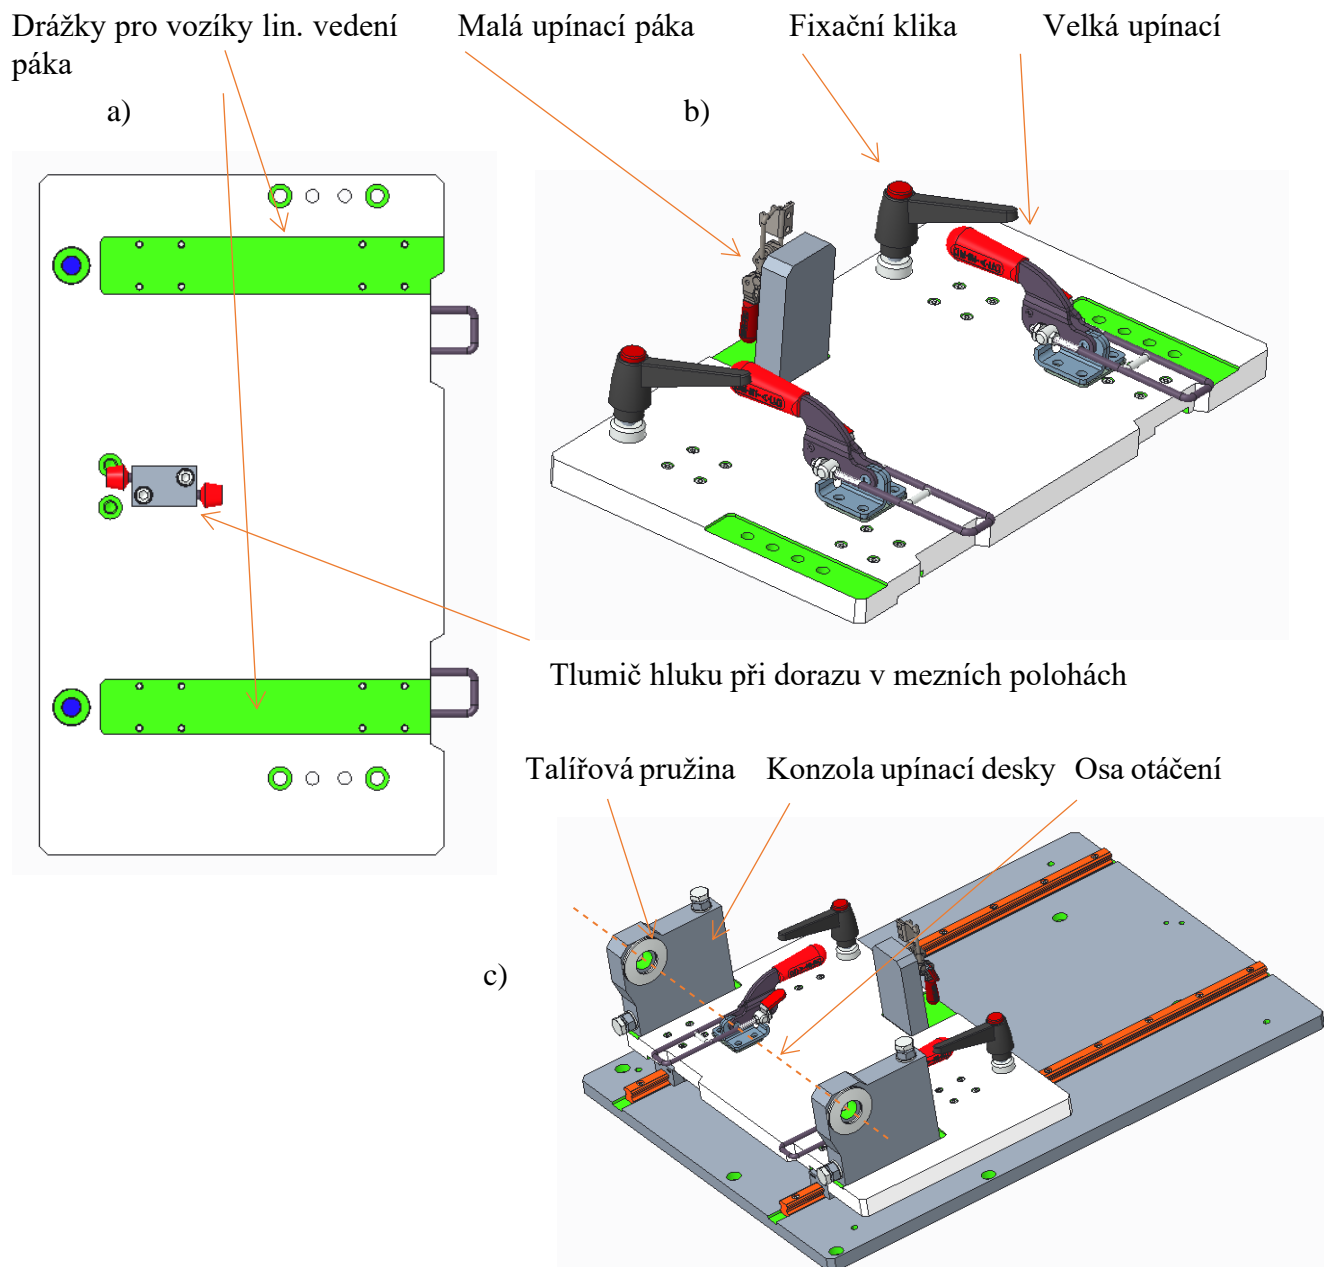 Drážky pro vozíky lin. vedení Malá upínací páka Fixační klika Velká upínací
páka
a)
b)
Tlumič hluku při dorazu v mezních polohách
Talířová pružina Konzola upínací desky Osa otáčení
c)